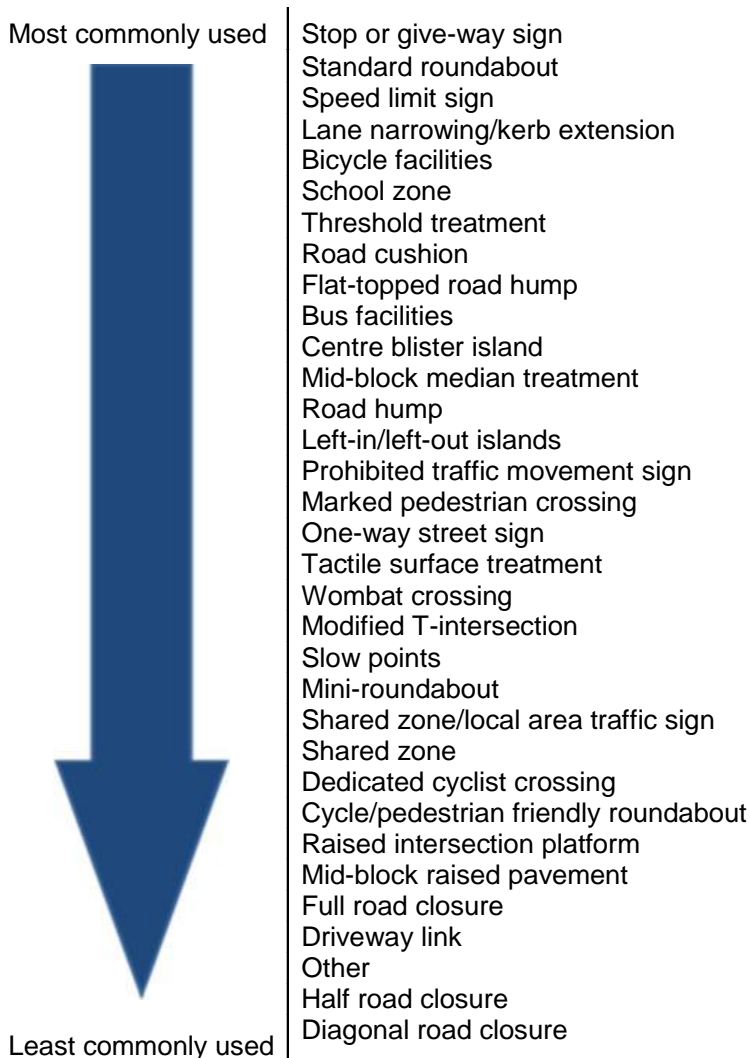 Most commonly used
Stop or give-way sign
Standard roundabout
Speed limit sign
Lane narrowing/kerb extension
Bicycle facilities
School zone
Threshold treatment
Road cushion
Flat-topped road hump
Bus facilities
Centre blister island
Mid-block median treatment
Road hump
Left-in/left-out islands
Prohibited traffic movement sign
Marked pedestrian crossing
One-way street sign
Tactile surface treatment
Wombat crossing
Modified T-intersection
Slow points
Mini-roundabout
Shared zone/local area traffic sign
Shared zone
Dedicated cyclist crossing
Cycle/pedestrian friendly roundabout
Raised intersection platform
Mid-block raised pavement
Full road closure
Driveway link
Other
Half road closure
Diagonal road closure
Least commonly used